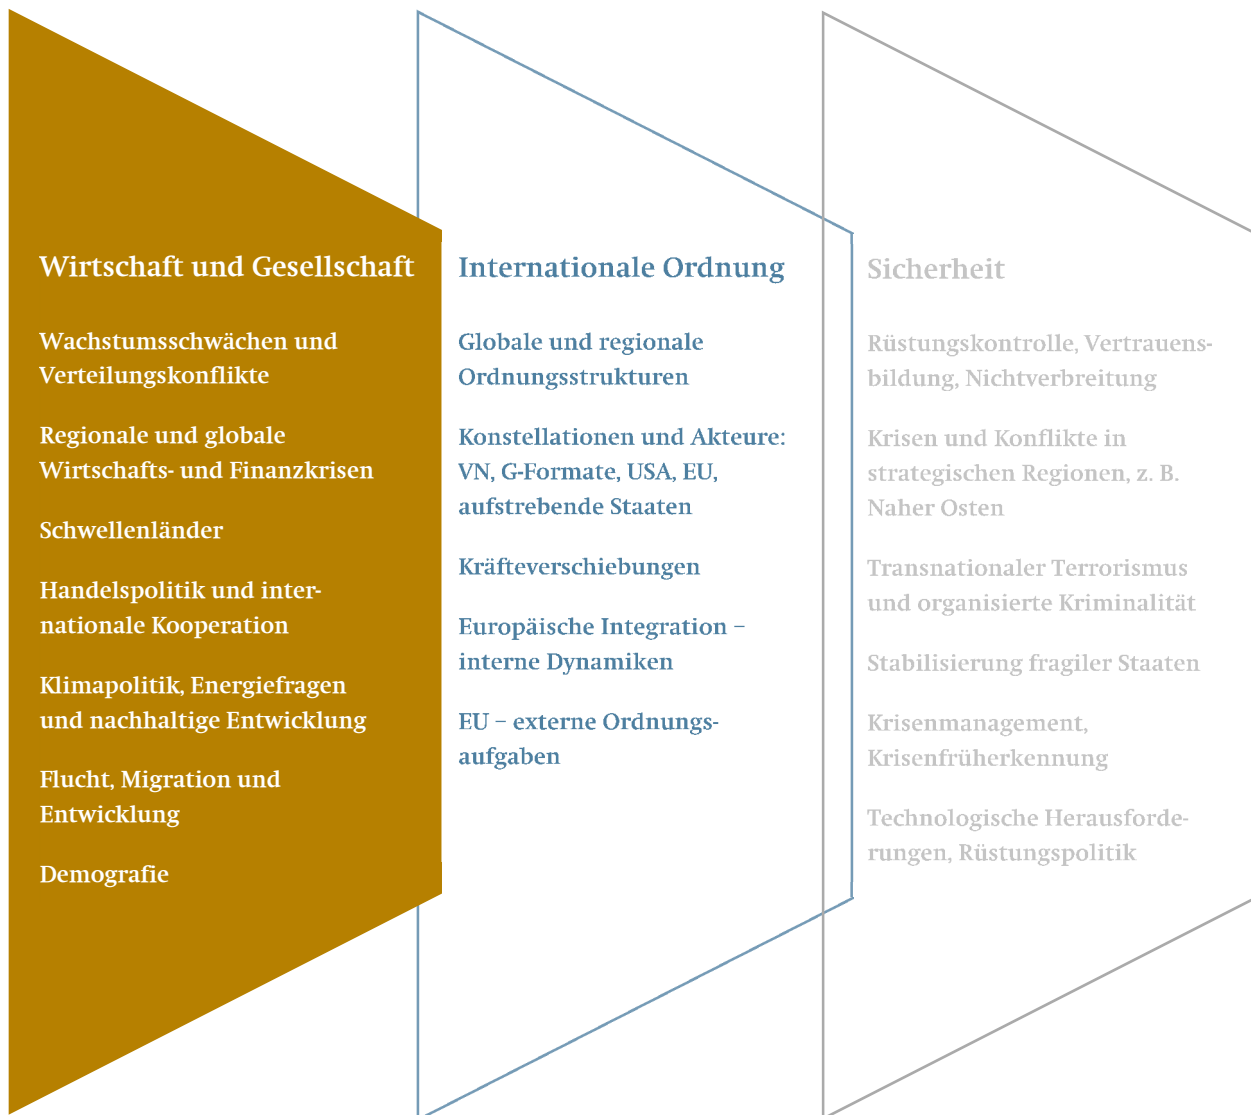 Wirtschaft und Gesellschaft
Wachstumsschwächen und
Verteilungskonflikte
Regionale und globale
Wirtschafts- und Finanzkrisen
Schwellenländer
Handelspolitik und inter-
nationale Kooperation
Klimapolitik, Energiefragen
und nachhaltige Entwicklung
Flucht, Migration und
Entwicklung
Demografie
Internationale Ordnung
Globale und regionale
Ordnungsstrukturen
Konstellationen und Akteure:
VN, G-Formate, USA, EU,
aufstrebende Staaten
Kräfteverschiebungen
Europäische Integration –
interne Dynamiken
EU – externe Ordnungs-
aufgaben
Sicherheit
Rüstungskontrolle, Vertrauens-
bildung, Nichtverbreitung
Krisen und Konflikte in
strategischen Regionen, z. B.
Naher Osten
Transnationaler Terrorismus
und organisierte Kriminalität
Stabilisierung fragiler Staaten
Krisenmanagement,
Krisenfrüherkennung
Technologische Herausforde-
rungen, Rüstungspolitik